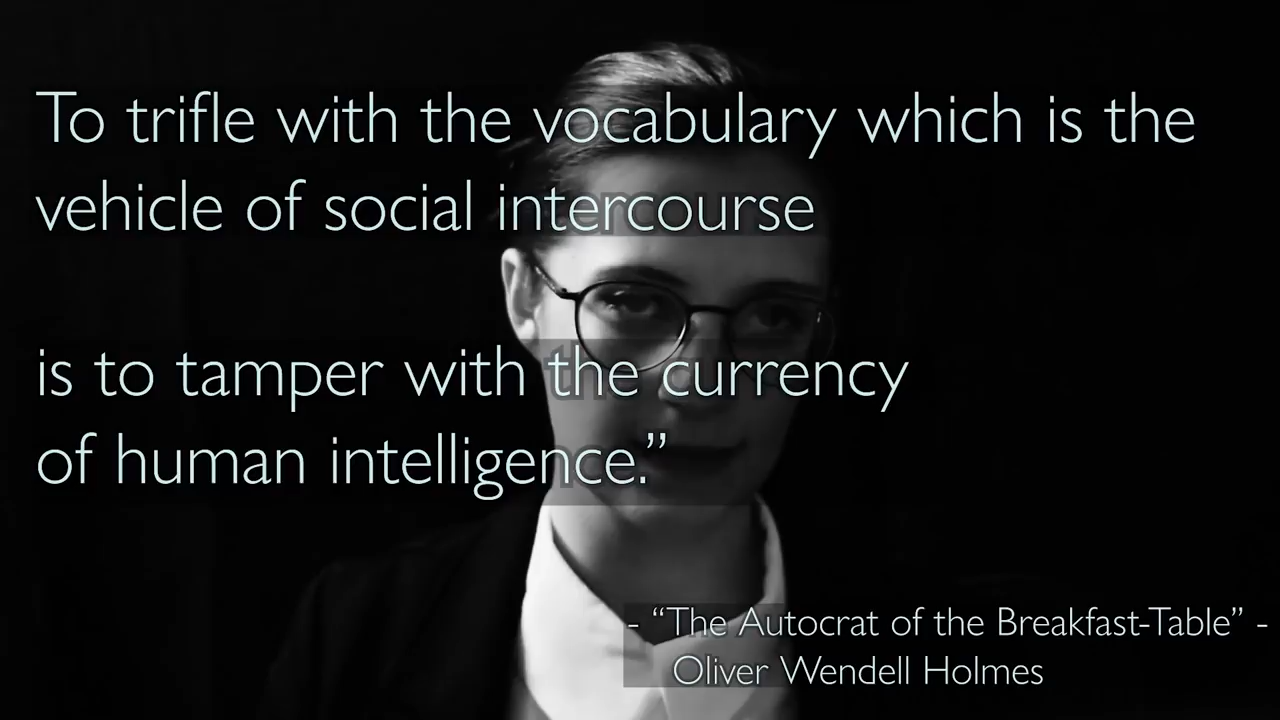 To trifle with the vocabulary which is the
vehicle of social intercourse
is to tamper with the currency
of human intelligence.”
- “The Autocrat of the Breakfast-Table” -
Oliver Wendell Holmes